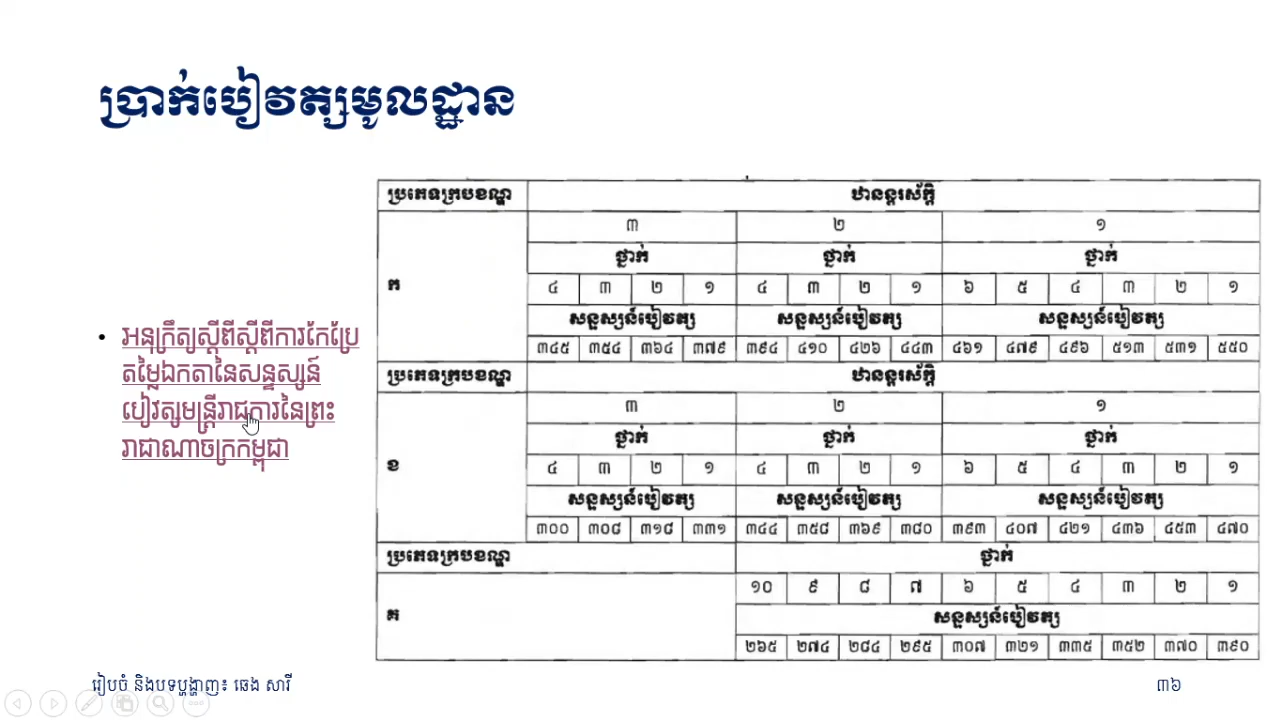 ប្រាក់បៀវត្សមូលដ្ឋាន
• អនុក្រឹត្យស្តីពីស្តីពីការកែប្រែ
តម្លៃឯកតានៃសន្ទស្សន៍
បៀវត្សមន្ត្រីរាជការនៃព្រះ
រាជាណាចក្រកម្ពុជា
ប្រភេទក្របខណ្ឌ ឋានន្តរស័ក្តិ
៣ ២ ១
ថ្នាក់ ថ្នាក់ ថ្នាក់
ក ៤ ៣ ២ ១ ៤ ៣ ២ ១ ៦ ៥ ៤ ៣ ២ ១
សន្ទស្សន៍បៀវត្ស សន្ទស្សន៍បៀវត្ស សន្ទស្សន៍បៀវត្ស
៣៤៥ ៣៥៤ ៣៦៤ ៣៧៩ ៣៩៤ ៤១០ ៤២៦ ៤៤៣ ៤៦១ ៤៧៩ ៤៩៦ ៥១៣ ៥៣១ ៥៥០
ប្រភេទក្របខណ្ឌ ឋានន្តរស័ក្តិ
៣ ២ ១
ថ្នាក់ ថ្នាក់ ថ្នាក់
ខ ៤ ៣ ២ ១ ៤ ៣ ២ ១ ៦ ៥ ៤ ៣ ២ ១
សន្ទស្សន៍បៀវត្ស សន្ទស្សន៍បៀវត្ស សន្ទស្សន៍បៀវត្ស
៣០០ ៣០៨ ៣១៨ ៣៣១ ៣៤៤ ៣៥៨ ៣៦៩ ៣៨០ ៣៩៣ ៤០៧ ៤២១ ៤៣៦ ៤៥៣ ៤៧០
ប្រភេទក្របខណ្ឌ ថ្នាក់
១០ ៩ ៨ ៧ ៦ ៥ ៤ ៣ ២ ១
គ សន្ទស្សន៍បៀវត្ស
២៦៥ ២៧៤ ២៨៤ ២៩៥ ៣០៧ ៣២១ ៣៣៥ ៣៥២ ៣៧០ ៣៩០
រៀបចំ និងបទបង្ហាញ៖ ឆេង សារី ៣៦